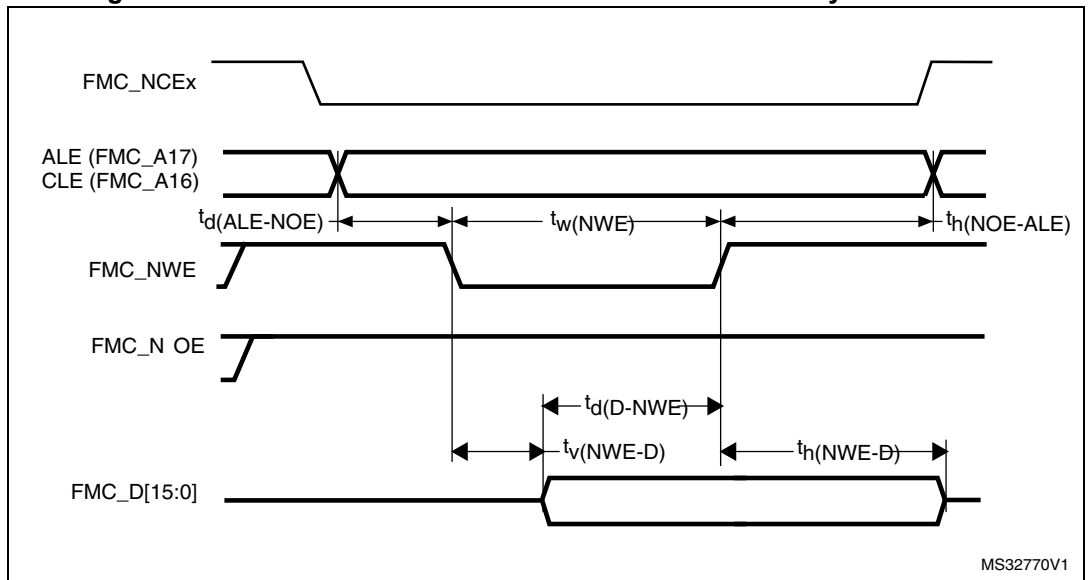 FMC_NCEx
ALE (FMC_A17)
CLE (FMC_A16)
td(ALE-NOE)
tw(NWE)
th(NOE-ALE)
FMC_NWE
FMC_N OE
td(D-NWE)
tv(NWE-D)
th(NWE-D)
FMC_D[15:0]
MS32770V1